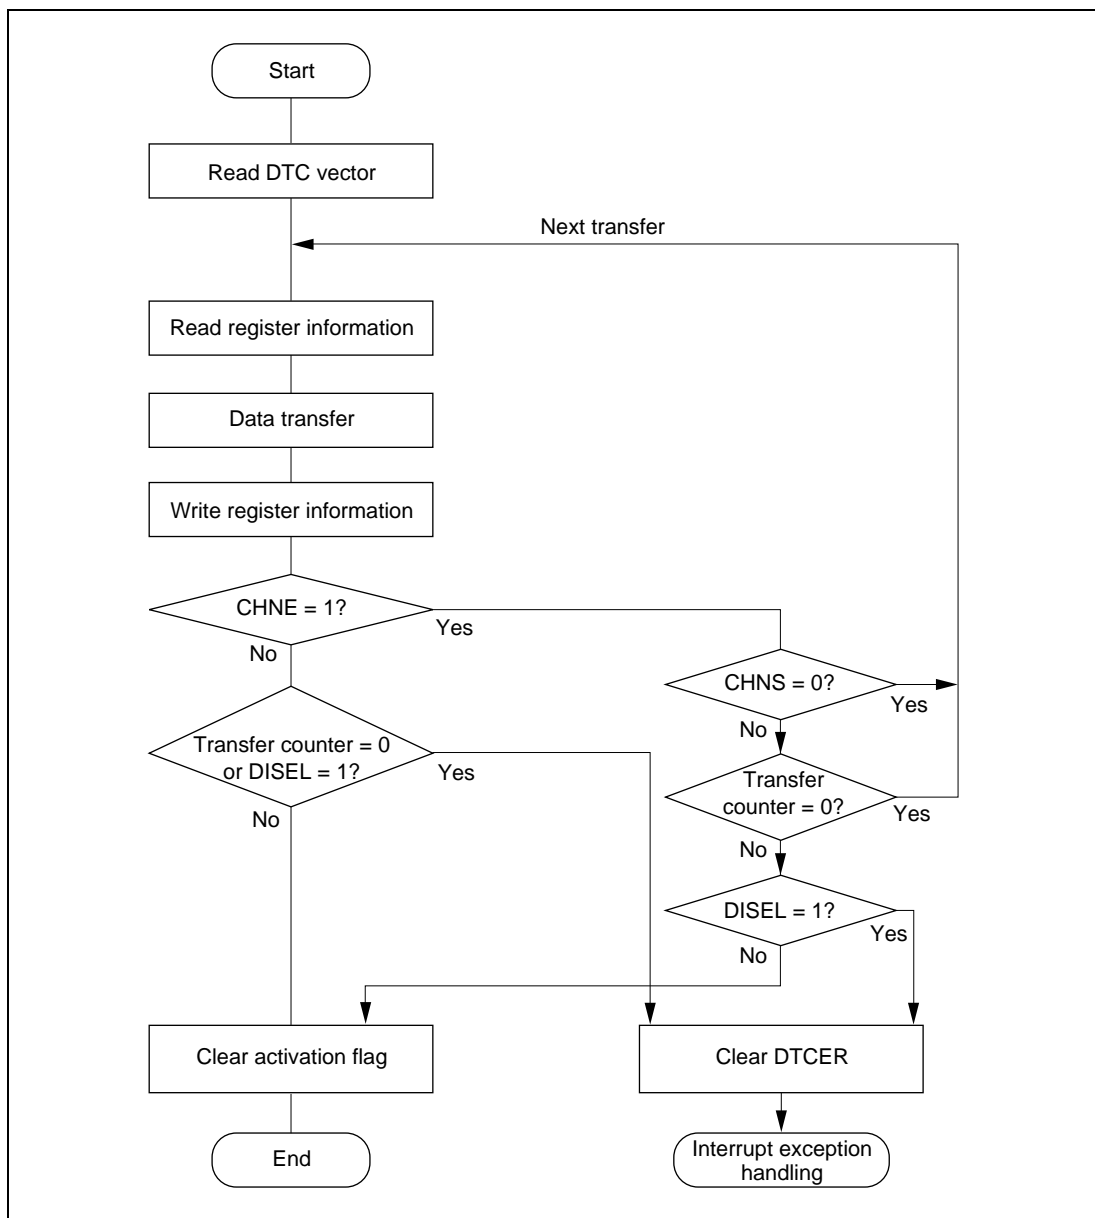 Start
Read DTC vector
Next transfer
Read register information
Data transfer
Write register information
CHNE = 1?
Yes
No
CHNS = 0?
Yes
No
Transfer counter = 0
or DISEL = 1?
Yes
No
Transfer
counter = 0?
Yes
No
DISEL = 1?
Yes
No
Clear activation flag
Clear DTCER
End
Interrupt exception
handling